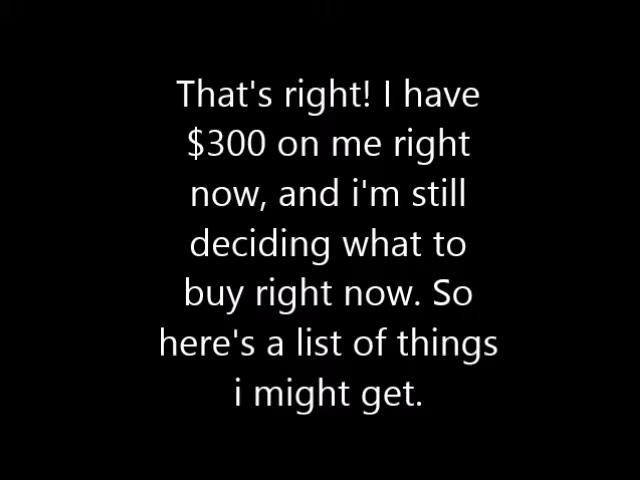 That's right! I have
$300 on me right
now, and i'm still
deciding what to
buy right now. So
here's a list of things
i might get.